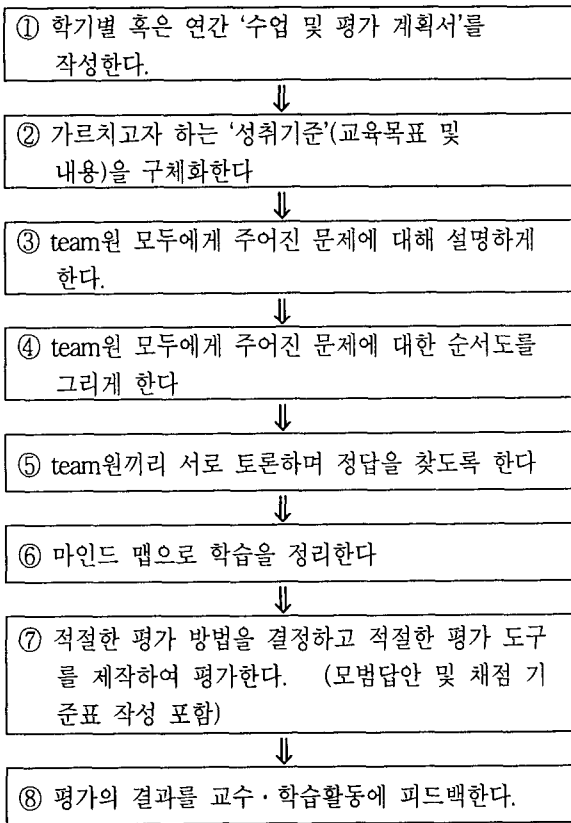 ① 학기별 혹은 연간 ‘수업 및 평가 계획서’를
작성한다.
⇓
② 가르치고자 하는 ‘성취기준’(교육목표 및
내용)을 구체화한다
⇓
③ team원 모두에게 주어진 문제에 대해 설명하게
한다.
⇓
④ team원 모두에게 주어진 문제에 대한 순서도를
그리게 한다
⇓
⑤ team원끼리 서로 토론하며 정답을 찾도록 한다
⇓
⑥ 마인드 맵으로 학습을 정리한다
⇓
⑦ 적절한 평가 방법을 결정하고 적절한 평가 도구
를 제작하여 평가한다. (모범답안 및 채점 기
준표 작성 포함)
⇓
⑧ 평가의 결과를 교수·학습활동에 피드백한다.